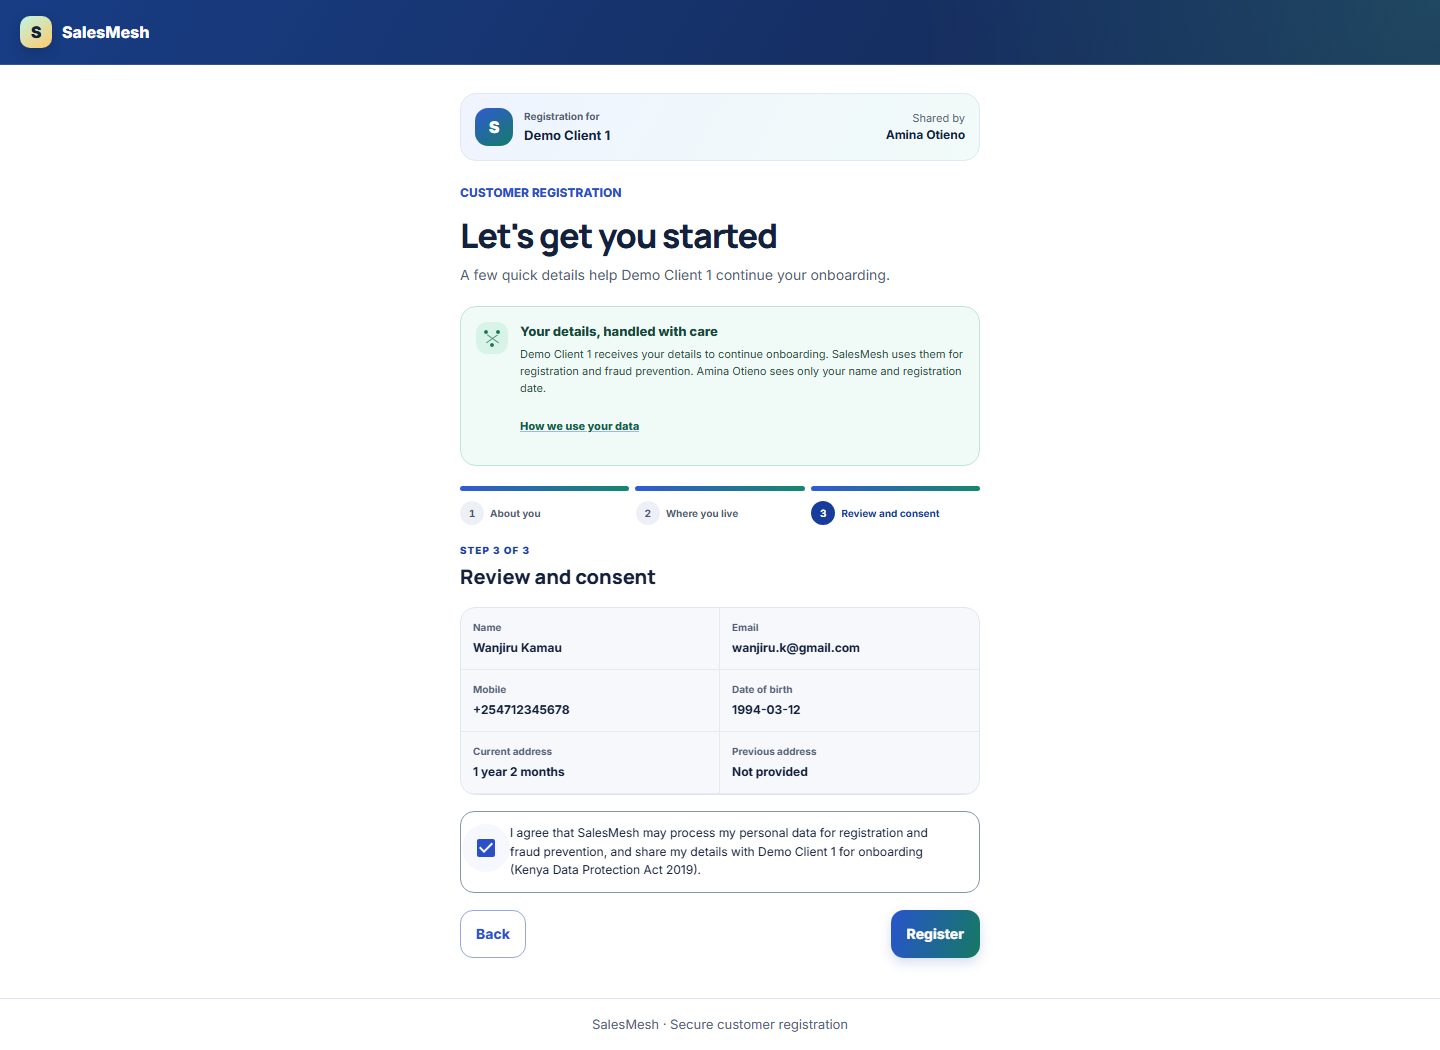 S SalesMesh
S
Registration for
Demo Client 1
Shared by
Amina Otieno
CUSTOMER REGISTRATION
Let's get you started
A few quick details help Demo Client 1 continue your onboarding.
Your details, handled with care
Demo Client 1 receives your details to continue onboarding. SalesMesh uses them for
registration and fraud prevention. Amina Otieno sees only your name and registration
date.
How we use your data
1 About you
2 Where you live
3 Review and consent
STEP 3 OF 3
Review and consent
Name
Wanjiru Kamau
Email
wanjiru.k@gmail.com
Mobile
+254712345678
Date of birth
1994-03-12
Current address
1 year 2 months
Previous address
Not provided
I agree that SalesMesh may process my personal data for registration and
fraud prevention, and share my details with Demo Client 1 for onboarding
(Kenya Data Protection Act 2019).
Back
Register
SalesMesh · Secure customer registration